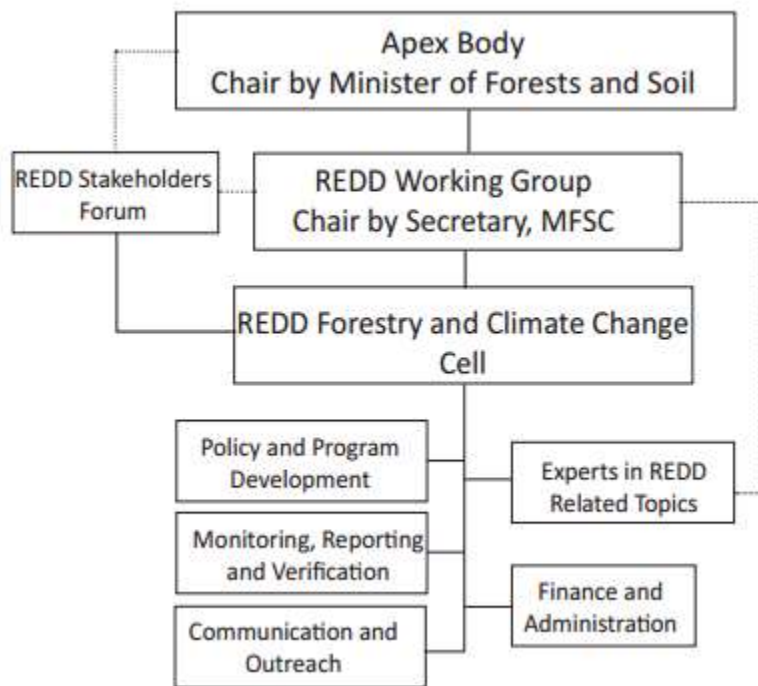 Apex Body
Chair by Minister of Forests and Soil
REDD Stakeholders
Forum
REDD Working Group
Chair by Secretary, MFSC
REDD Forestry and Climate Change
Cell
Policy and Program
Development
Experts in REDD
Related Topics
Monitoring, Reporting
and Verification
Finance and
Administration
Communication and
Outreach